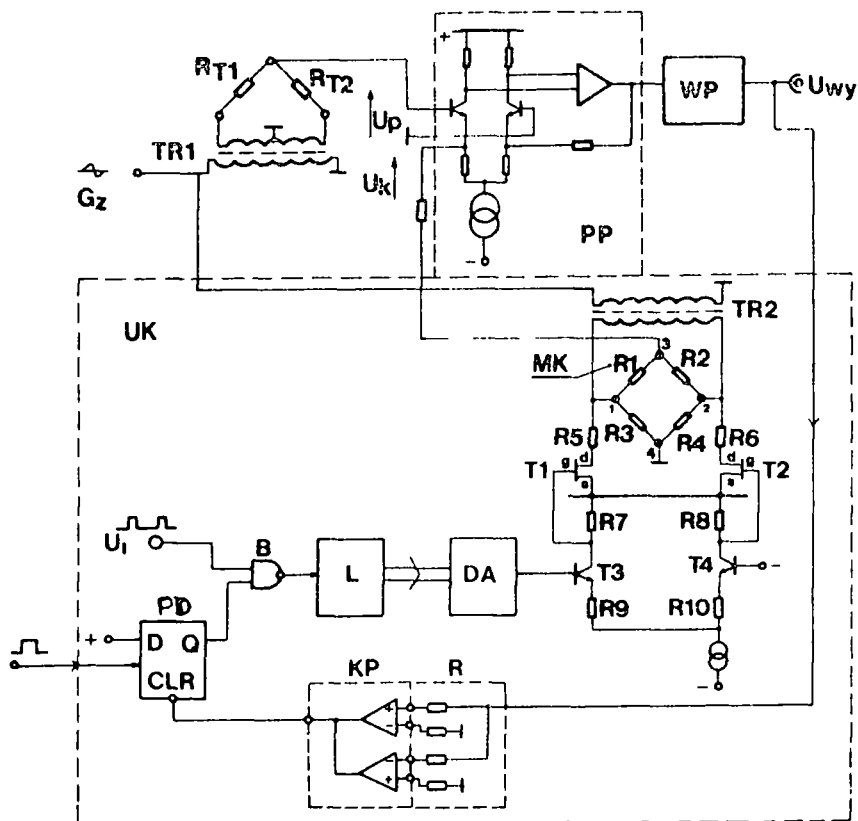 RT1
RT2
+
Up
WP
Uwy
TR1
Gz
Uk
PP
-
TR2
UK
MK
3
R1
R2
1
2
R3
R4
4
R5
R6
T1
g
d
s
d
g
s
T2
R7
R8
UI
B
L
DA
T3
T4
-
R9
R10
PD
+
D
Q
CLR
KP
R
-
+
-
-
+